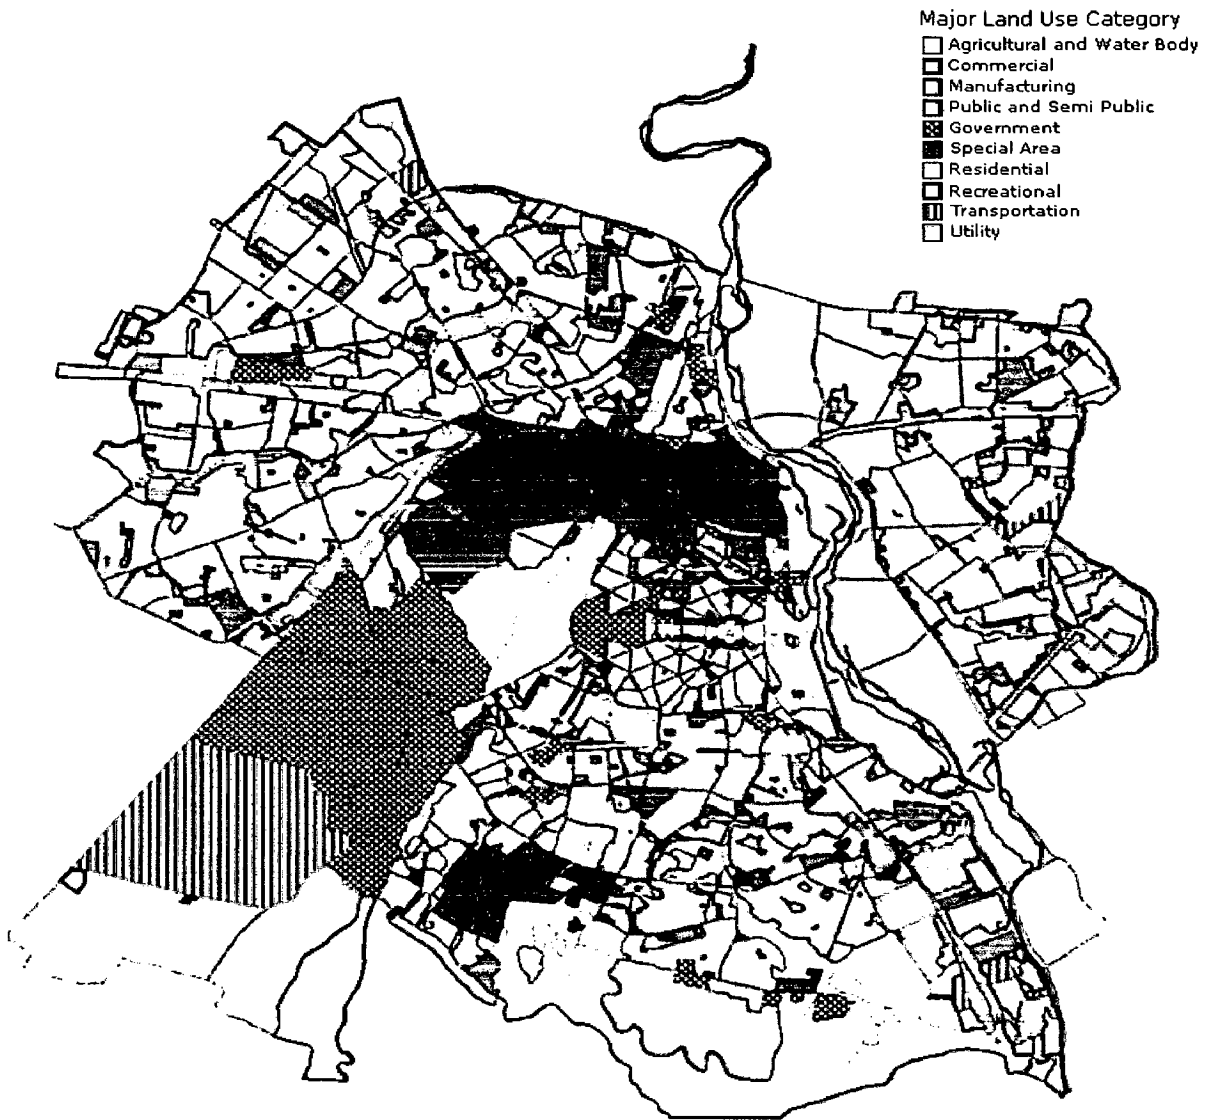 Major Land Use Category
Agricultural and Water Body
Commercial
Manufacturing
Public and Semi Public
Government
Special Area
Residential
Recreational
Transportation
Utility